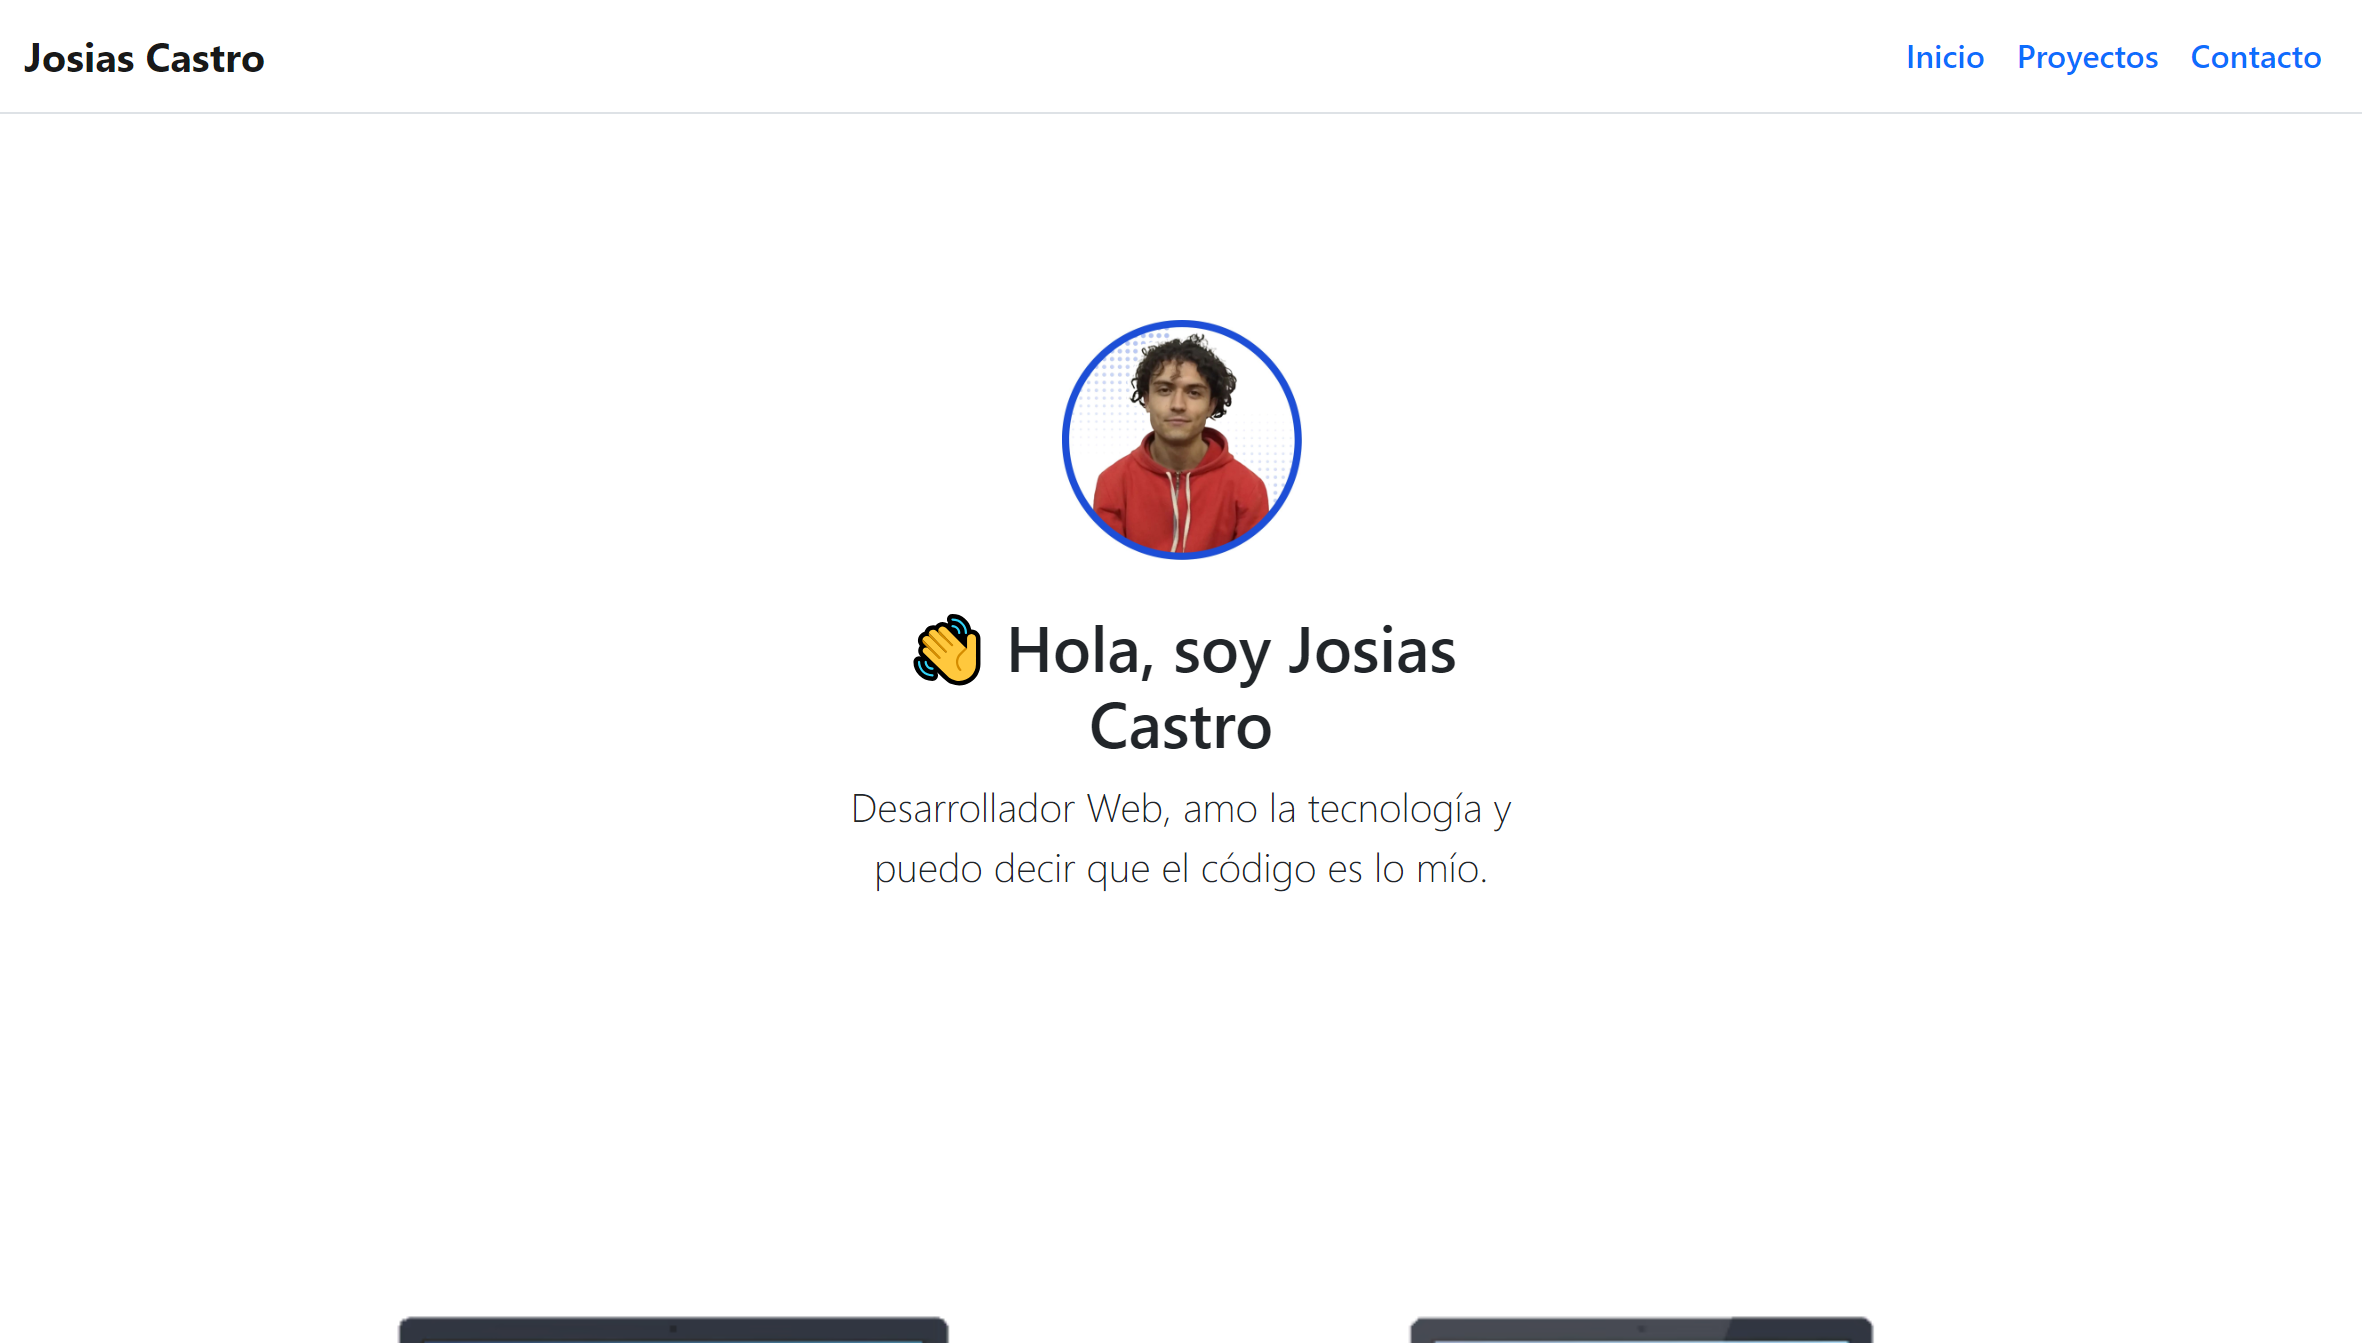 Josias Castro
Inicio Proyectos Contacto
👋 Hola, soy Josias
Castro
Desarrollador Web, amo la tecnología y
puedo decir que el código es lo mío.